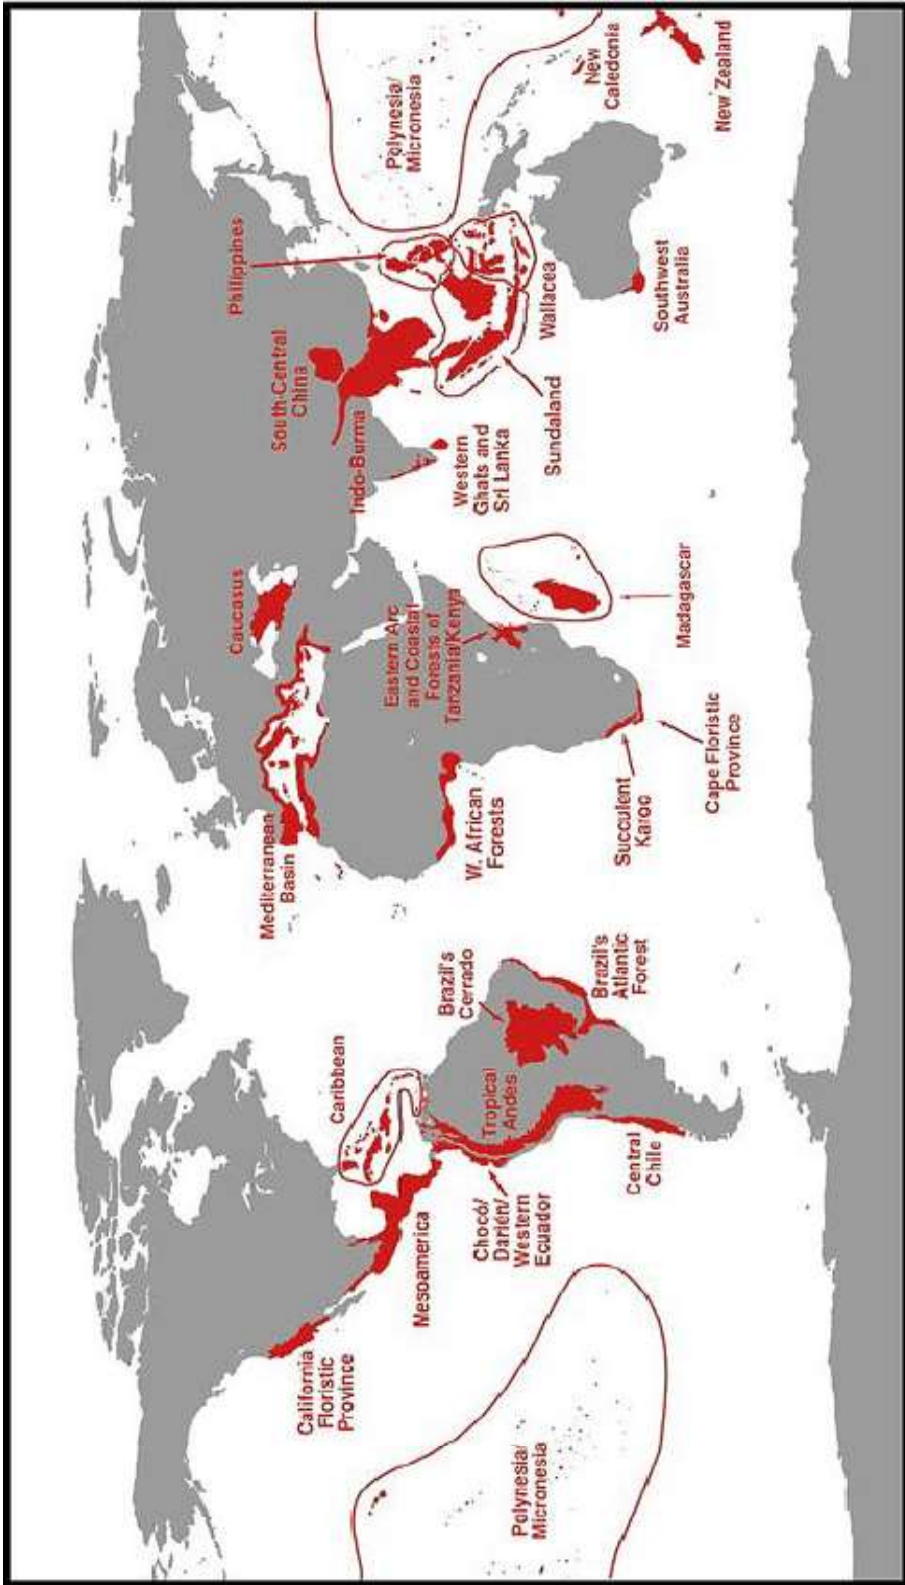 California
Floristic
Province
Mesoamerica
Polynesia/
Micronesia
Caribbean
Chocó/
Darién/
Western
Ecuador
Tropical
Andes
Central
Chile
Brazil's
Cerrado
Brazil's
Atlantic
Forest
Mediterranean
Basin
Caucasus
W. African
Forests
Eastern Arc
and Coastal
Forests of
Tanzania/Kenya
Succulent
Karoo
Cape Floristic
Province
Madagascar
South-Central
China
Indo-Burma
Western
Ghats and
Sri Lanka
Philippines
Sundaland
Wallacea
Southwest
Australia
Polynesia/
Micronesia
New
Caledonia
New Zealand